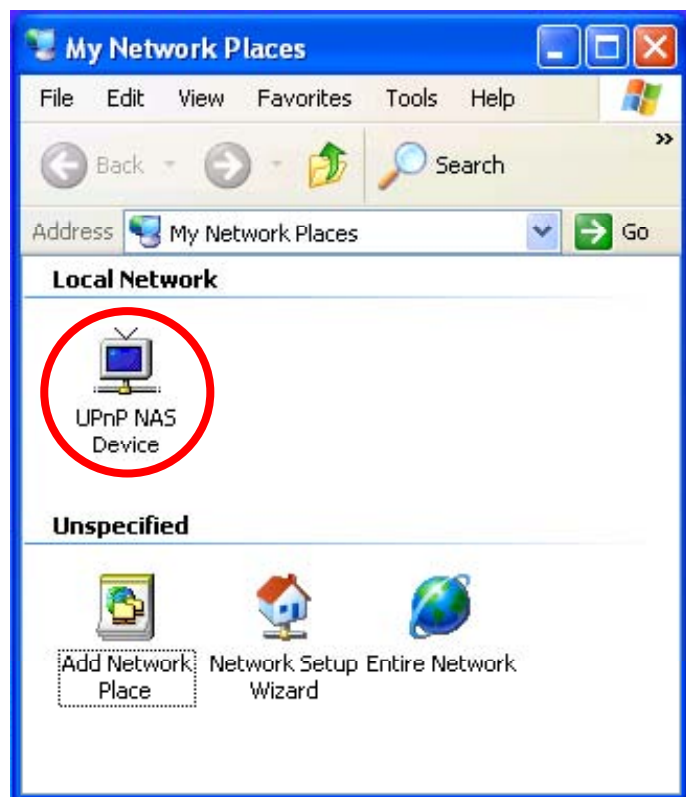 My Network Places
File Edit View Favorites Tools Help
Back Search »
Address My Network Places Go
Local Network
UPnP NAS
Device
Unspecified
Add Network Network Setup Entire Network
Place Wizard